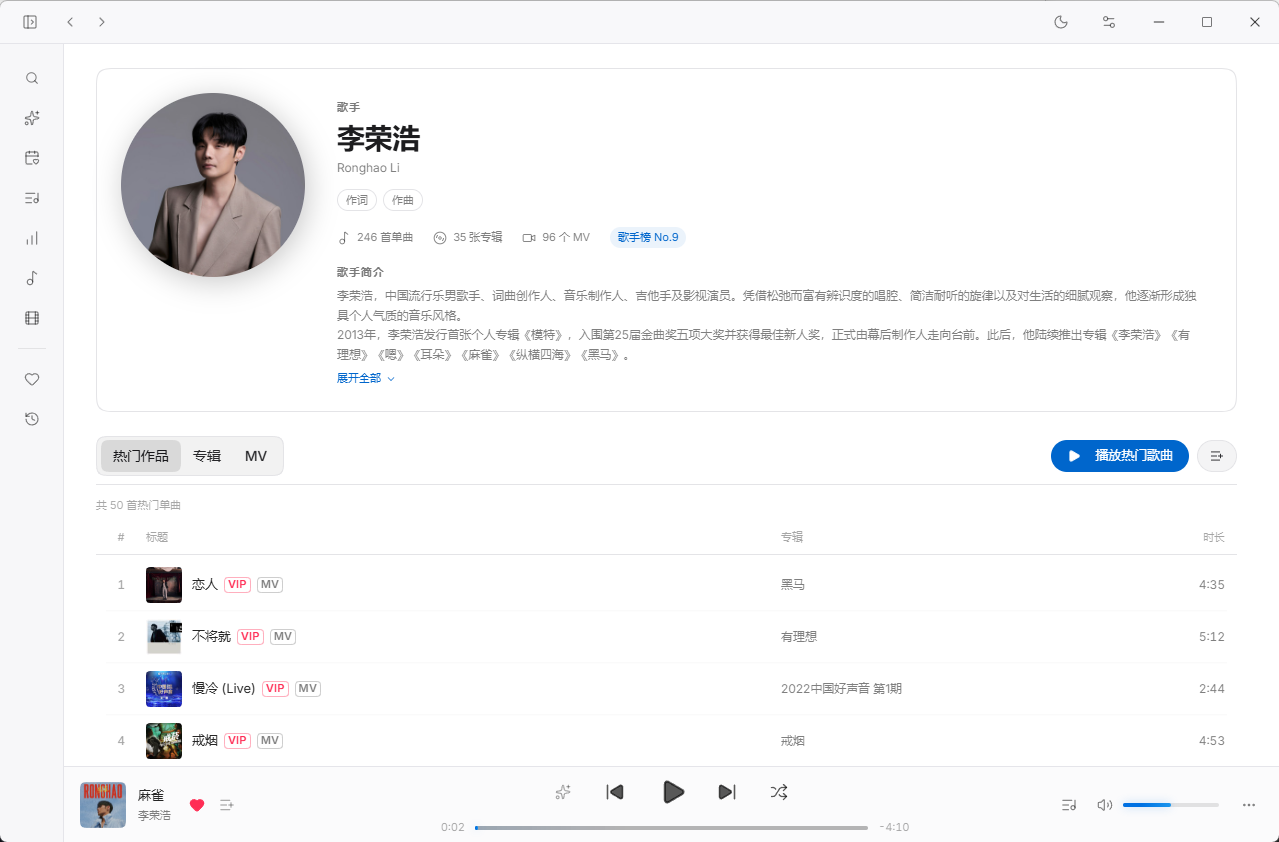 歌手
李荣浩
Ronghao Li
作词 作曲
246 首单曲 35 张专辑 96 个 MV 歌手榜 No.9
歌手简介
李荣浩，中国流行乐男歌手、词曲创作人、音乐制作人、吉他手及影视演员。凭借松弛而富有辨识度的唱腔、简洁耐听的旋律以及对生活的细腻观察，他逐渐形成独
具个人气质的音乐风格。
2013年，李荣浩发行首张个人专辑《模特》，入围第25届金曲奖五项大奖并获得最佳新人奖，正式由幕后制作人走向台前。此后，他陆续推出专辑《李荣浩》《有
理想》《嗯》《耳朵》《麻雀》《纵横四海》《黑马》。
展开全部
热门作品 专辑 MV 播放热门歌曲
共 50 首热门单曲
# 标题 专辑 时长
1 恋人 VIP MV 黑马 4:35
2 不将就 VIP MV 有理想 5:12
3 慢冷 (Live) VIP MV 2022中国好声音 第1期 2:44
4 戒烟 VIP MV 戒烟 4:53
RONGHAO
麻雀
李荣浩
0:02 -4:10